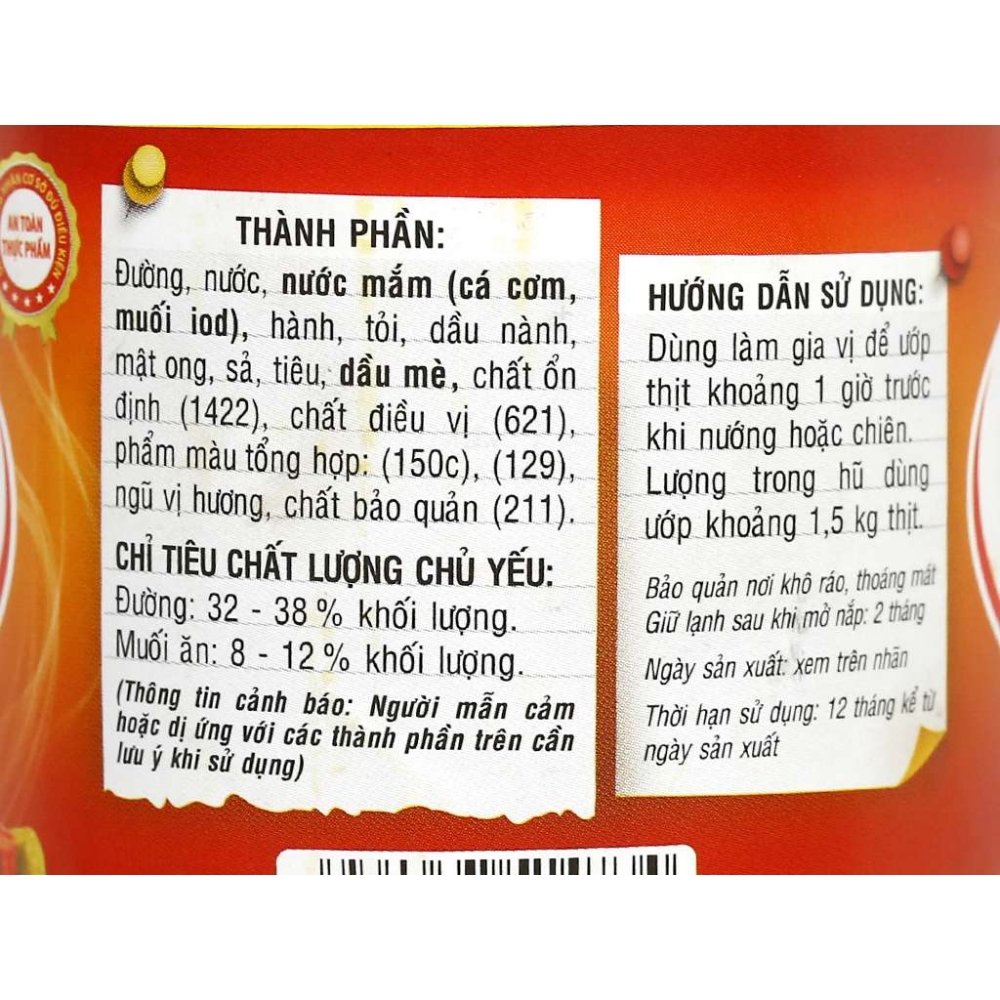 NHẬN CƠ SỞ ĐỦ ĐIỀU KIỆN
AN TOÀN
THỰC PHẨM
THÀNH PHẦN:
Đường, nước, nước mắm (cá cơm,
muối iod), hành, tỏi, dầu nành,
mật ong, sả, tiêu, dầu mè, chất ổn
định (1422), chất điều vị (621),
phẩm màu tổng hợp: (150c), (129),
ngũ vị hương, chất bảo quản (211).
CHỈ TIÊU CHẤT LƯỢNG CHỦ YẾU:
Đường: 32 - 38 % khối lượng.
Muối ăn: 8 - 12 % khối lượng.
(Thông tin cảnh báo: Người mẫn cảm
hoặc dị ứng với các thành phần trên cần
lưu ý khi sử dụng)
HƯỚNG DẪN SỬ DỤNG:
Dùng làm gia vị để ướp
thịt khoảng 1 giờ trước
khi nướng hoặc chiên.
Lượng trong hũ dùng
ướp khoảng 1,5 kg thịt.
Bảo quản nơi khô ráo, thoáng mát
Giữ lạnh sau khi mở nắp: 2 tháng
Ngày sản xuất: xem trên nhãn
Thời hạn sử dụng: 12 tháng kể từ
ngày sản xuất